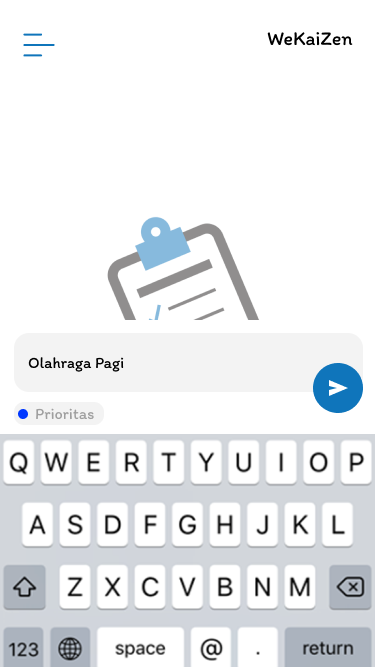 WeKaiZen
Olahraga Pagi
Prioritas
Q W E R T Y U I O P
A S D F G H J K L
Z X C V B N M
123 space @ . return